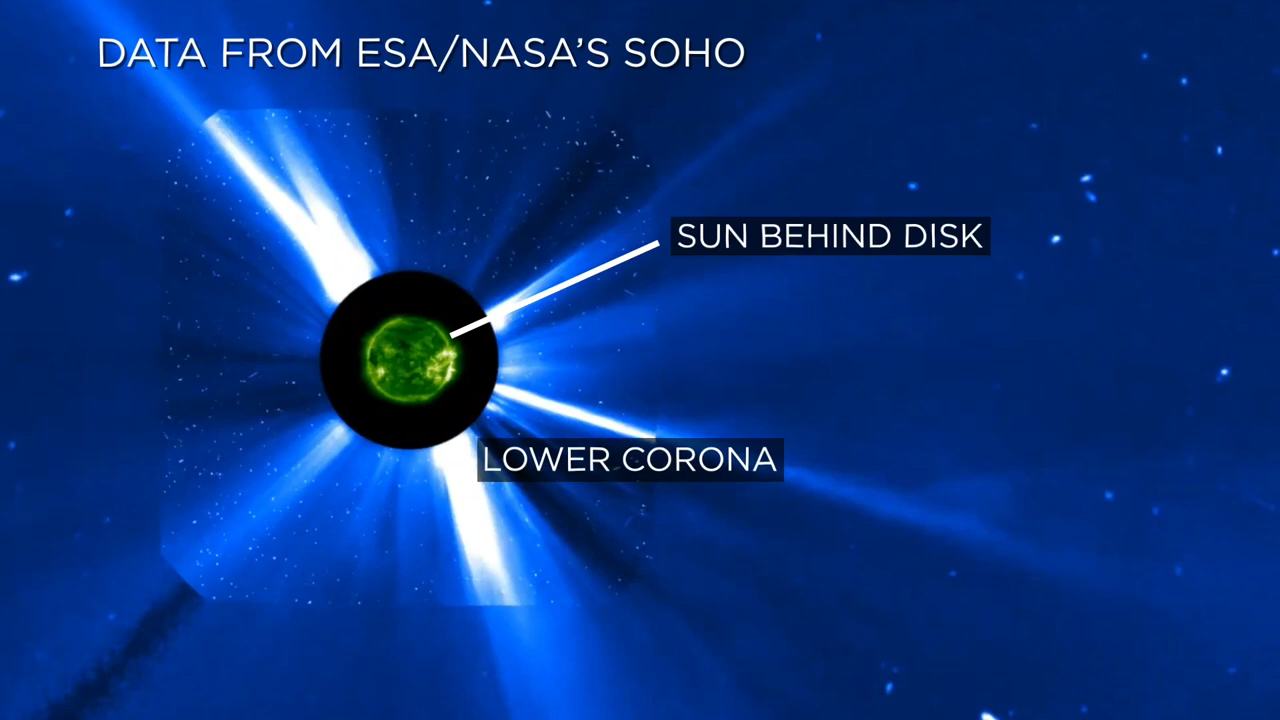 DATA FROM ESA/NASA’S SOHO
SUN BEHIND DISK
LOWER CORONA